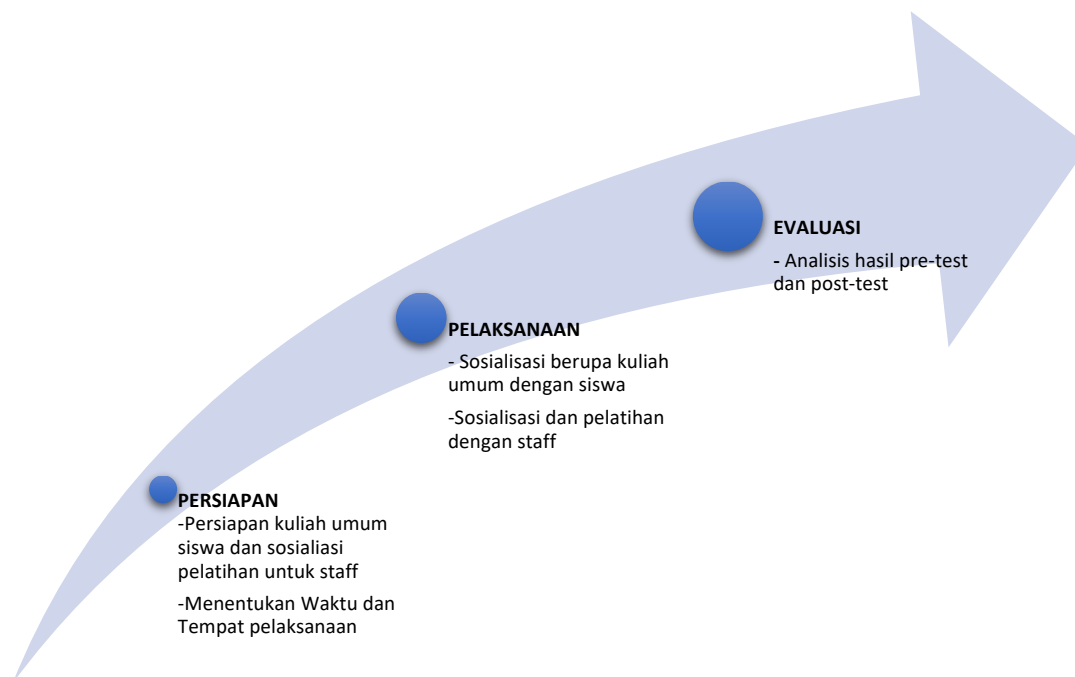 PERSIAPAN
-Persiapan kuliah umum
siswa dan sosialiasi
pelatihan untuk staff
-Menentukan Waktu dan
Tempat pelaksanaan
PELAKSANAAN
- Sosialisasi berupa kuliah
umum dengan siswa
-Sosialisasi dan pelatihan
dengan staff
EVALUASI
- Analisis hasil pre-test
dan post-test